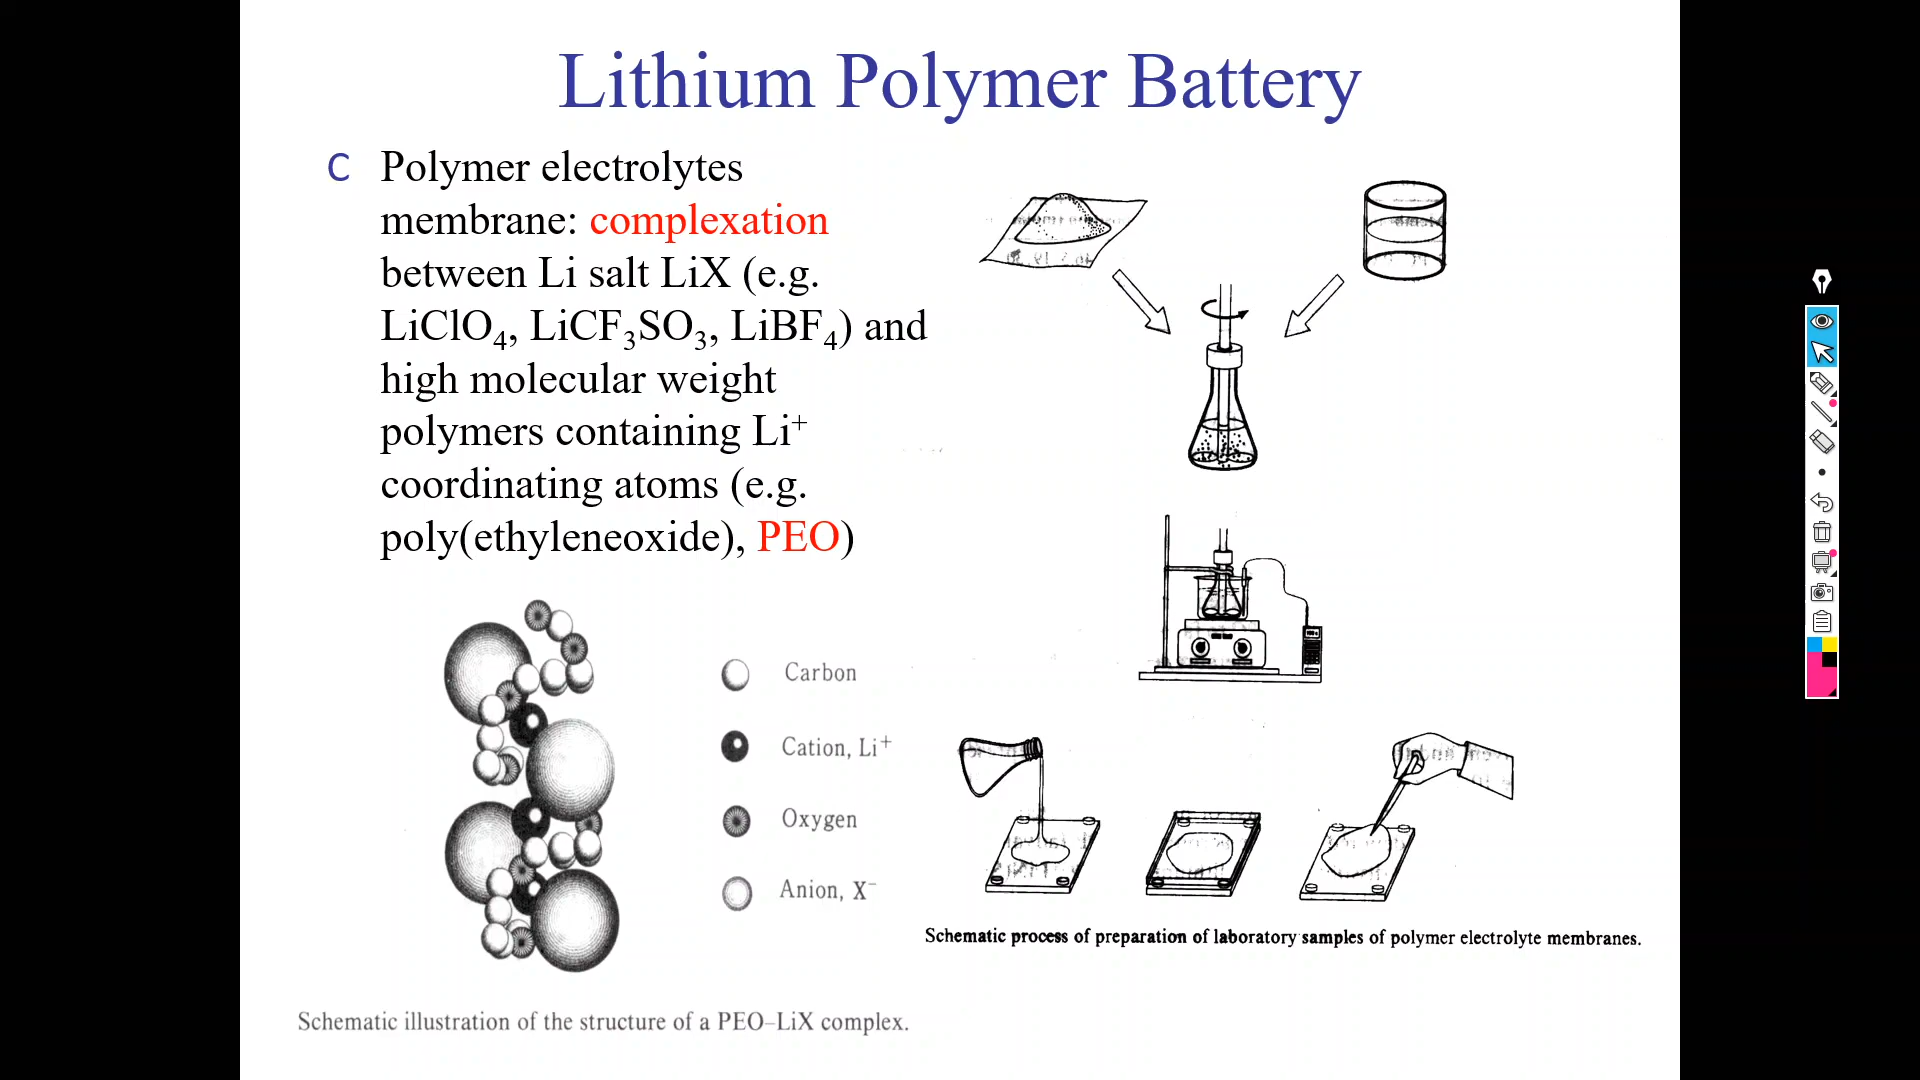 Lithium Polymer Battery
C Polymer electrolytes
membrane: complexation
between Li salt LiX (e.g.
LiClO₄, LiCF₃SO₃, LiBF₄) and
high molecular weight
polymers containing Li⁺
coordinating atoms (e.g.
poly(ethyleneoxide), PEO)
Carbon
Cation, Li⁺
Oxygen
Anion, X⁻
Schematic illustration of the structure of a PEO–LiX complex.
Schematic process of preparation of laboratory samples of polymer electrolyte membranes.